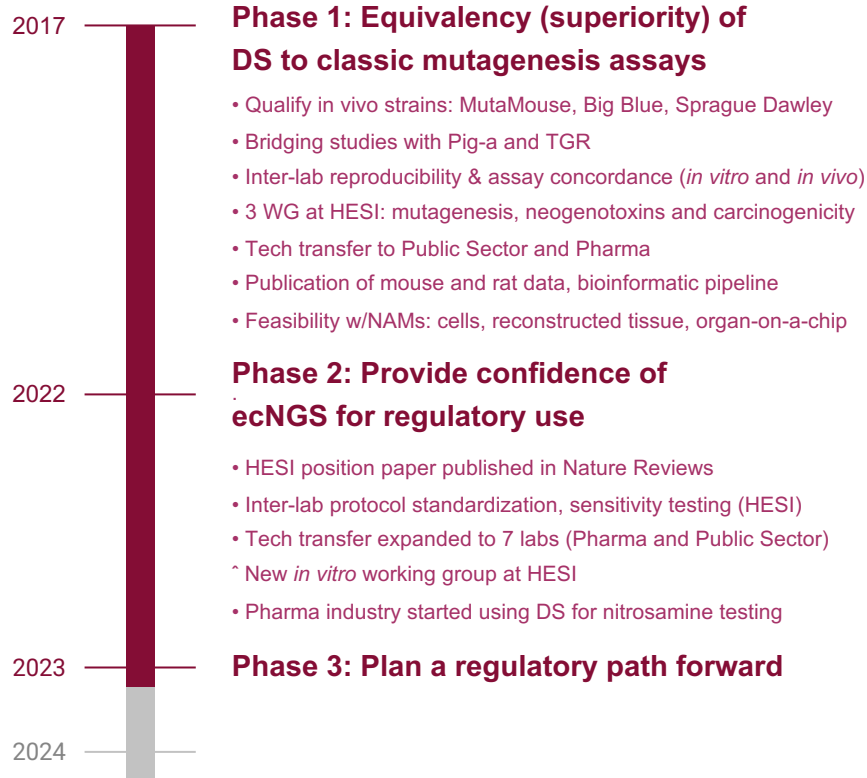 2017
Phase 1: Equivalency (superiority) of
DS to classic mutagenesis assays
• Qualify in vivo strains: MutaMouse, Big Blue, Sprague Dawley
• Bridging studies with Pig-a and TGR
• Inter-lab reproducibility & assay concordance (in vitro and in vivo)
• 3 WG at HESI: mutagenesis, neogenotoxins and carcinogenicity
• Tech transfer to Public Sector and Pharma
• Publication of mouse and rat data, bioinformatic pipeline
• Feasibility w/NAMs: cells, reconstructed tissue, organ-on-a-chip
2022
Phase 2: Provide confidence of
ecNGS for regulatory use
• HESI position paper published in Nature Reviews
• Inter-lab protocol standardization, sensitivity testing (HESI)
• Tech transfer expanded to 7 labs (Pharma and Public Sector)
ˆ New in vitro working group at HESI
• Pharma industry started using DS for nitrosamine testing
2023
Phase 3: Plan a regulatory path forward
2024